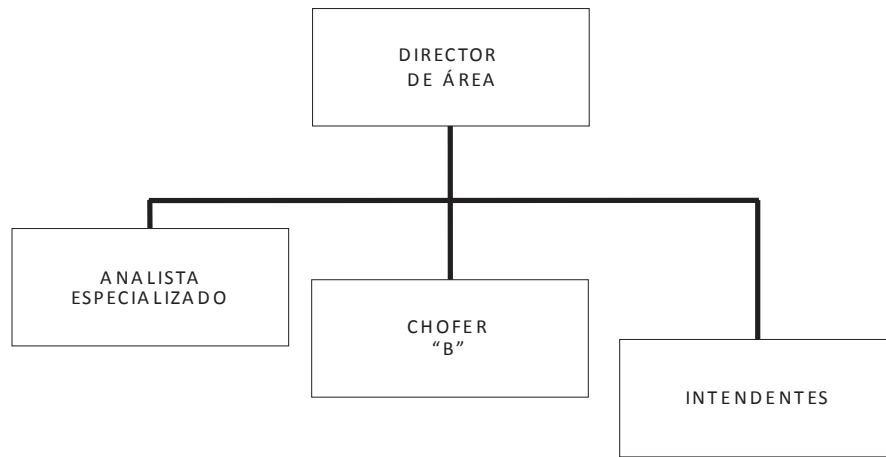 DIRECTOR
DE ÁREA
ANALISTA
ESPECIALIZADO
CHOFER
“B”
INTENDENTES